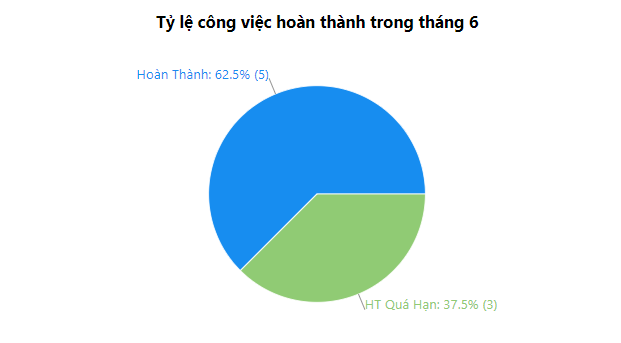 Tỷ lệ công việc hoàn thành trong tháng 6
Hoàn Thành: 62.5% (5)
HT Quá Hạn: 37.5% (3)